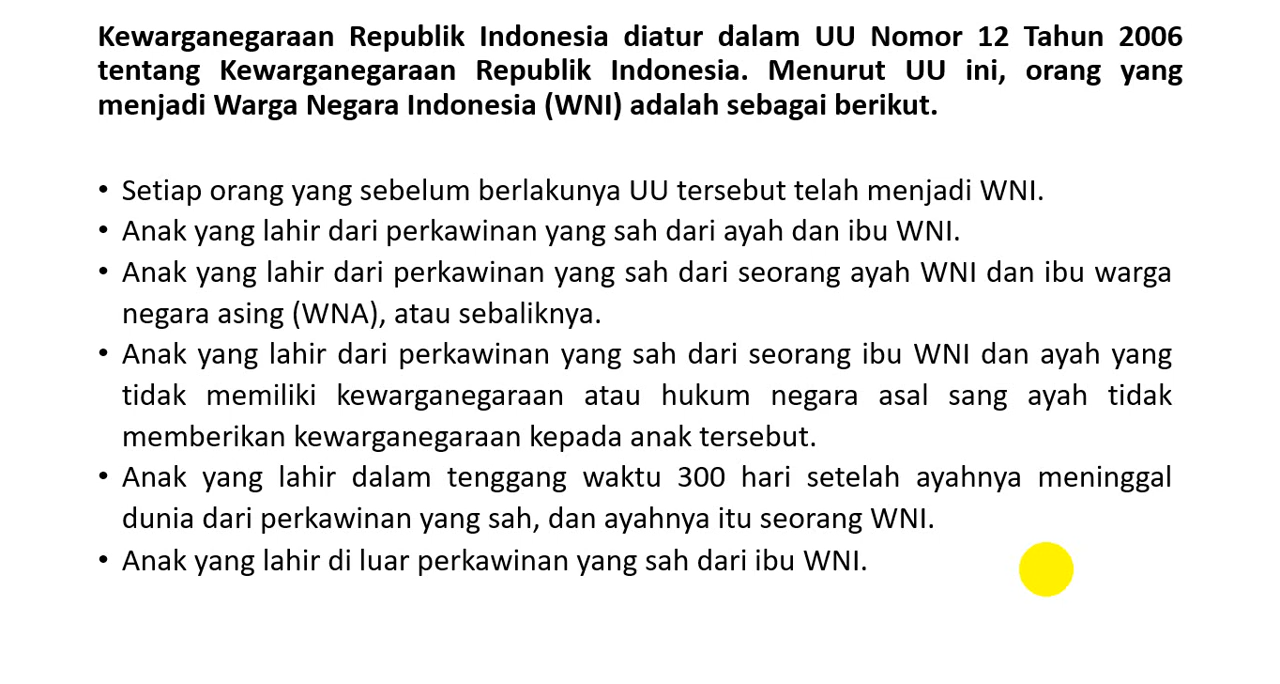 Kewarganegaraan Republik Indonesia diatur dalam UU Nomor 12 Tahun 2006
tentang Kewarganegaraan Republik Indonesia. Menurut UU ini, orang yang
menjadi Warga Negara Indonesia (WNI) adalah sebagai berikut.
• Setiap orang yang sebelum berlakunya UU tersebut telah menjadi WNI.
• Anak yang lahir dari perkawinan yang sah dari ayah dan ibu WNI.
• Anak yang lahir dari perkawinan yang sah dari seorang ayah WNI dan ibu warga
negara asing (WNA), atau sebaliknya.
• Anak yang lahir dari perkawinan yang sah dari seorang ibu WNI dan ayah yang
tidak memiliki kewarganegaraan atau hukum negara asal sang ayah tidak
memberikan kewarganegaraan kepada anak tersebut.
• Anak yang lahir dalam tenggang waktu 300 hari setelah ayahnya meninggal
dunia dari perkawinan yang sah, dan ayahnya itu seorang WNI.
• Anak yang lahir di luar perkawinan yang sah dari ibu WNI.